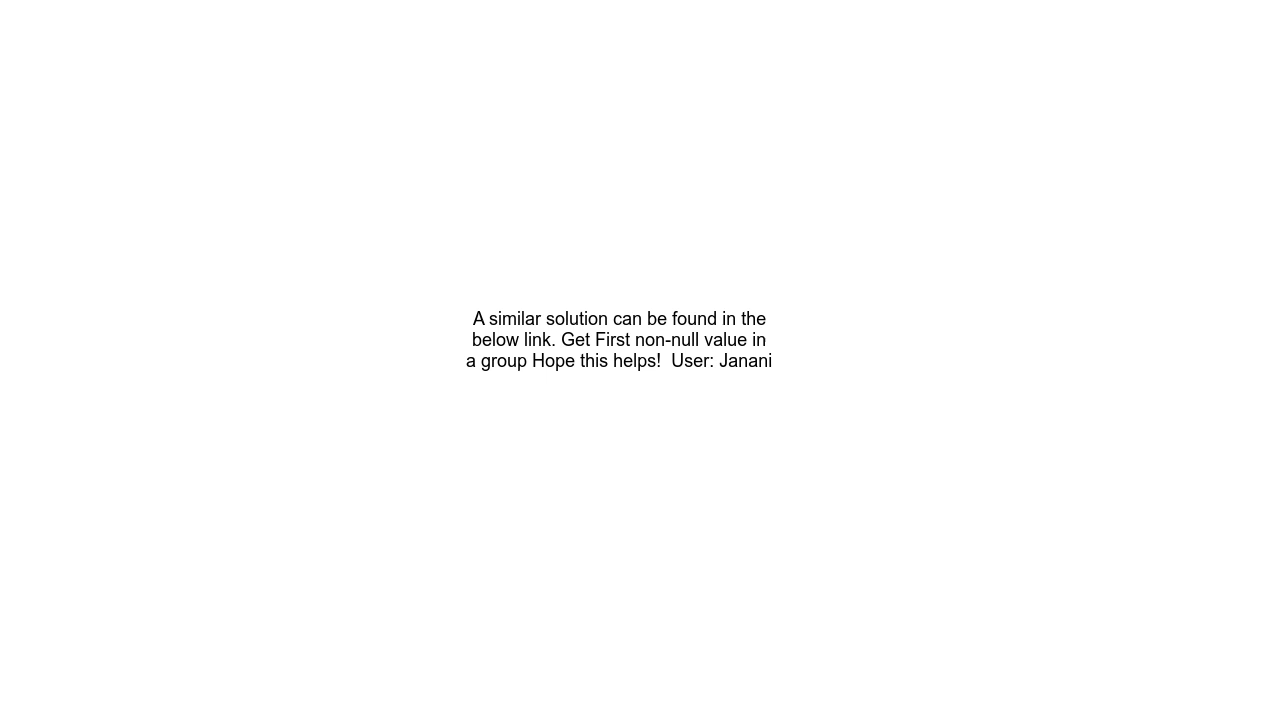 A similar solution can be found in the
below link. Get First non-null value in
a group Hope this helps!  User: Janani